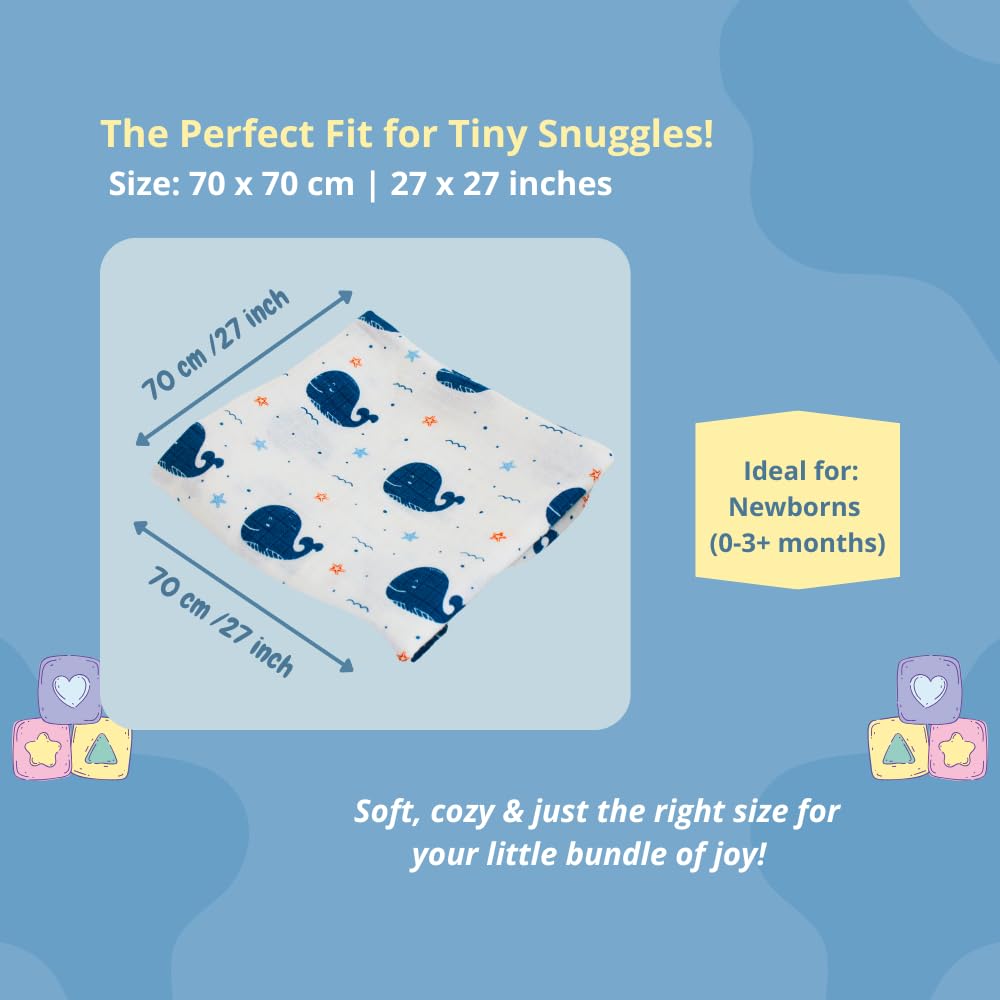 The Perfect Fit for Tiny Snuggles!
Size: 70 x 70 cm | 27 x 27 inches
70 cm /27 inch
70 cm /27 inch
Ideal for:
Newborns
(0-3+ months)
Soft, cozy & just the right size for
your little bundle of joy!